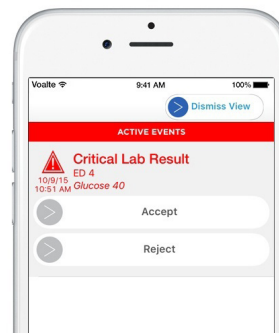 Voalte 9:41 AM 100%
Dismiss View
ACTIVE EVENTS
Critical Lab Result
ED 4
10/9/15
10:51 AM Glucose 40
Accept
Reject